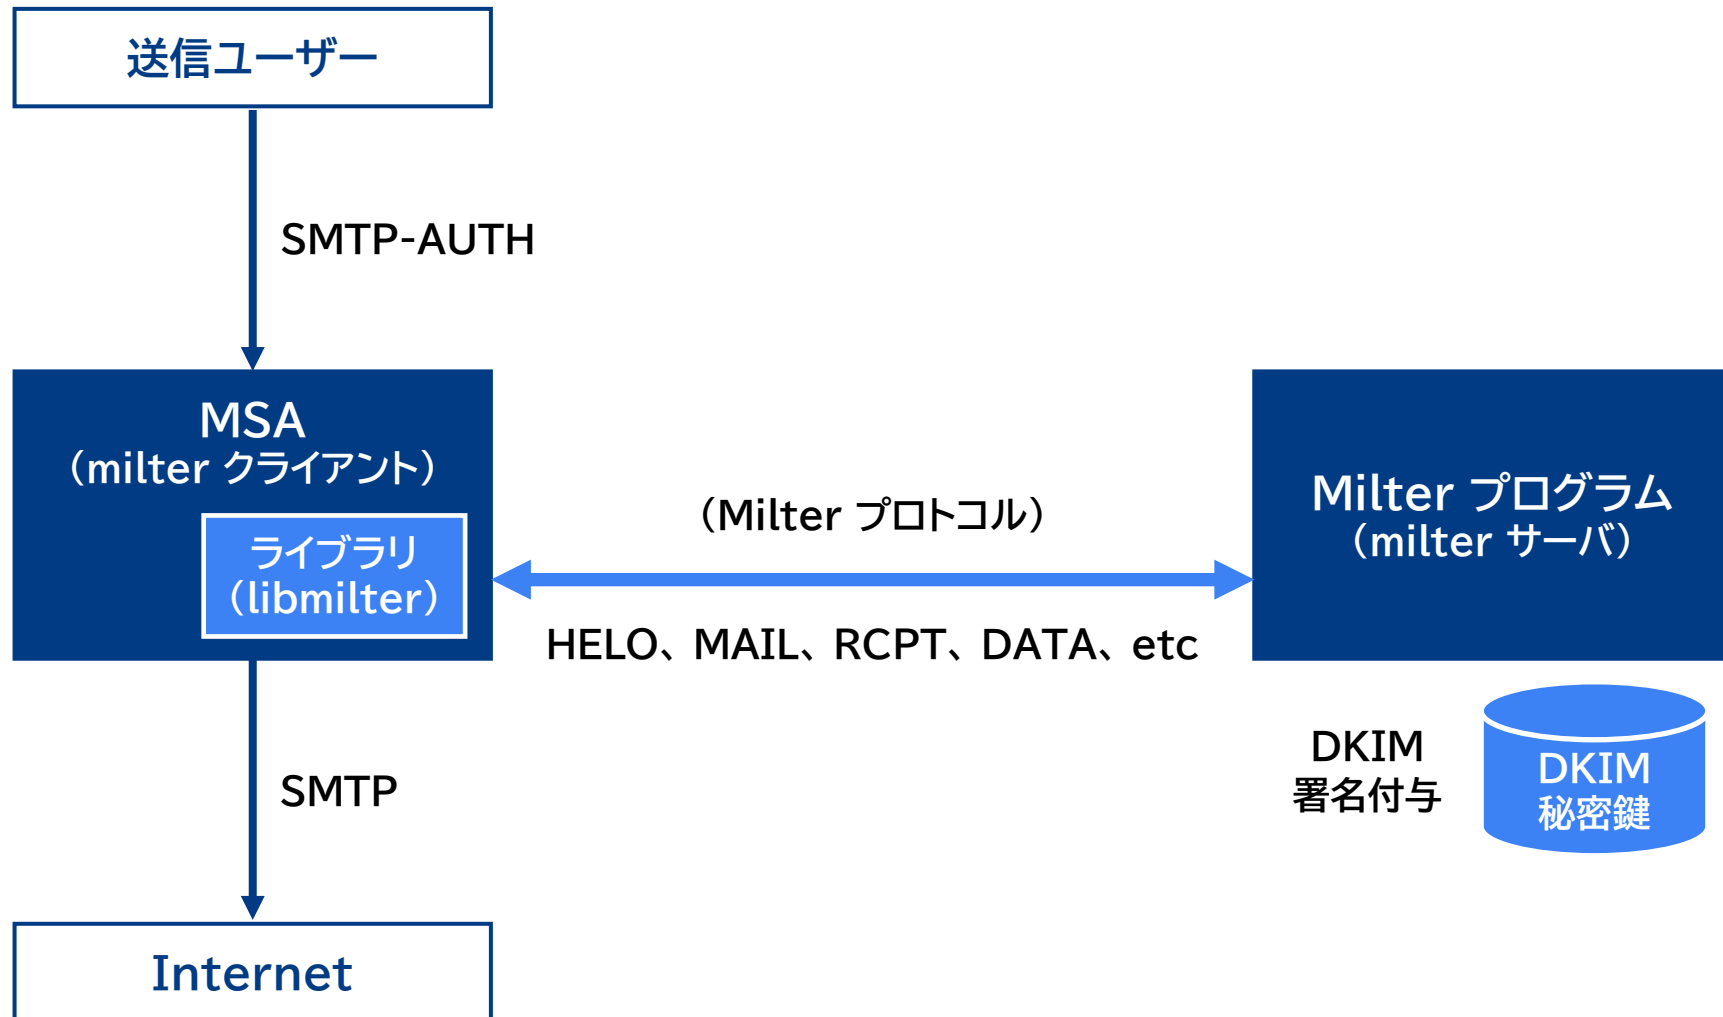 送信ユーザー
SMTP-AUTH
MSA
（milter クライアント）
ライブラリ
（libmilter）
（Milter プロトコル）
HELO、MAIL、RCPT、DATA、etc
Milter プログラム
（milter サーバ）
DKIM
署名付与
DKIM
秘密鍵
SMTP
Internet